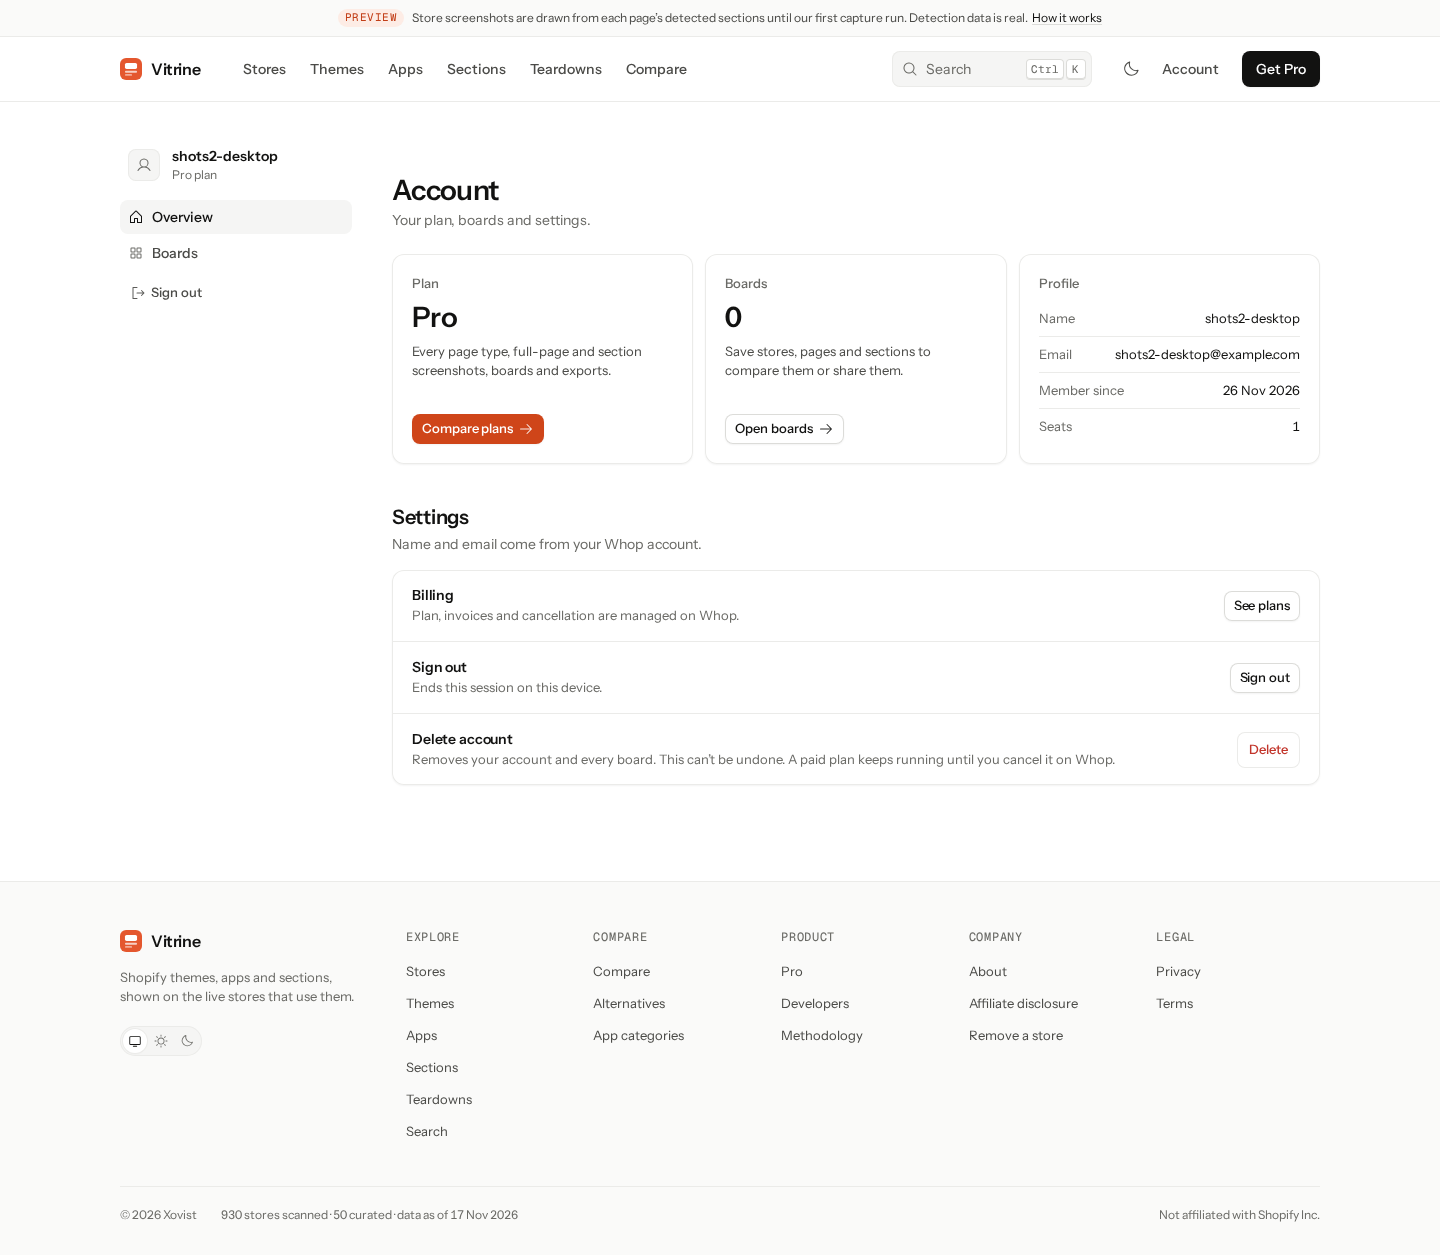 PREVIEW Store screenshots are drawn from each page's detected sections until our first capture run. Detection data is real. How it works
Vitrine Stores Themes Apps Sections Teardowns Compare Search Ctrl K Account Get Pro
shots2-desktop
Pro plan
Overview
Boards
Sign out
Account
Your plan, boards and settings.
Plan
Pro
Every page type, full-page and section
screenshots, boards and exports.
Compare plans
Boards
0
Save stores, pages and sections to
compare them or share them.
Open boards
Profile
Name shots2-desktop
Email shots2-desktop@example.com
Member since 26 Nov 2026
Seats 1
Settings
Name and email come from your Whop account.
Billing
Plan, invoices and cancellation are managed on Whop.
See plans
Sign out
Ends this session on this device.
Sign out
Delete account
Removes your account and every board. This can't be undone. A paid plan keeps running until you cancel it on Whop.
Delete
Vitrine
Shopify themes, apps and sections,
shown on the live stores that use them.
EXPLORE
Stores
Themes
Apps
Sections
Teardowns
Search
COMPARE
Compare
Alternatives
App categories
PRODUCT
Pro
Developers
Methodology
COMPANY
About
Affiliate disclosure
Remove a store
LEGAL
Privacy
Terms
© 2026 Xovist 930 stores scanned · 50 curated · data as of 17 Nov 2026 Not affiliated with Shopify Inc.